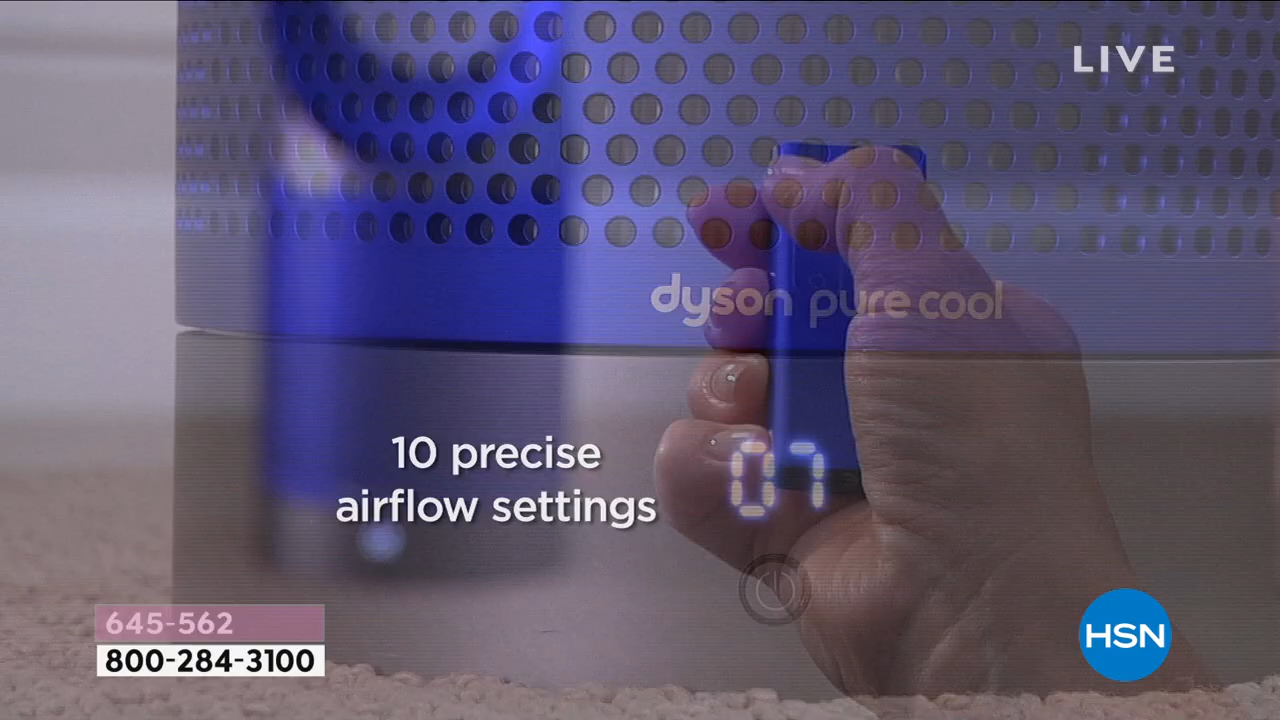 LIVE
dyson pure cool
10 precise
airflow settings
07
645-562
800-284-3100
HSN